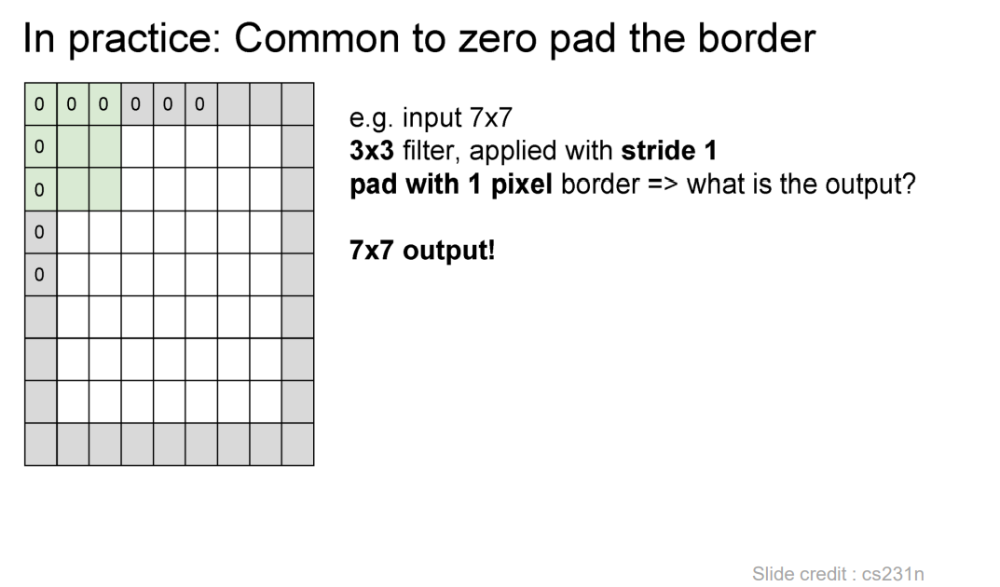 In practice: Common to zero pad the border
0 0 0 0 0 0
0
0
0
0
e.g. input 7x7
3x3 filter, applied with stride 1
pad with 1 pixel border => what is the output?
7x7 output!
Slide credit : cs231n